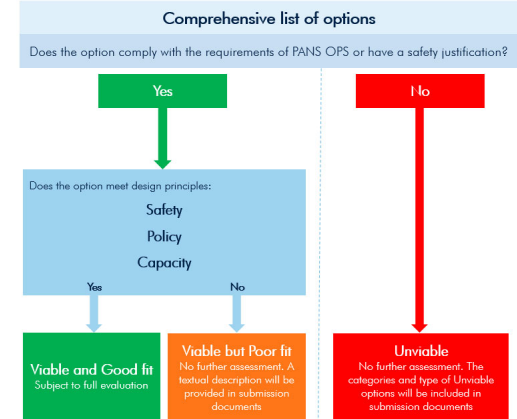 Comprehensive list of options
Does the option comply with the requirements of PANS OPS or have a safety justification?
Yes
No
Does the option meet design principles:
Safety
Policy
Capacity
Yes
No
Viable and Good fit
Subject to full evaluation
Viable but Poor fit
No further assessment. A
textual description will be
provided in submission
documents
Unviable
No further assessment. The
categories and type of Unviable
options will be included in
submission documents